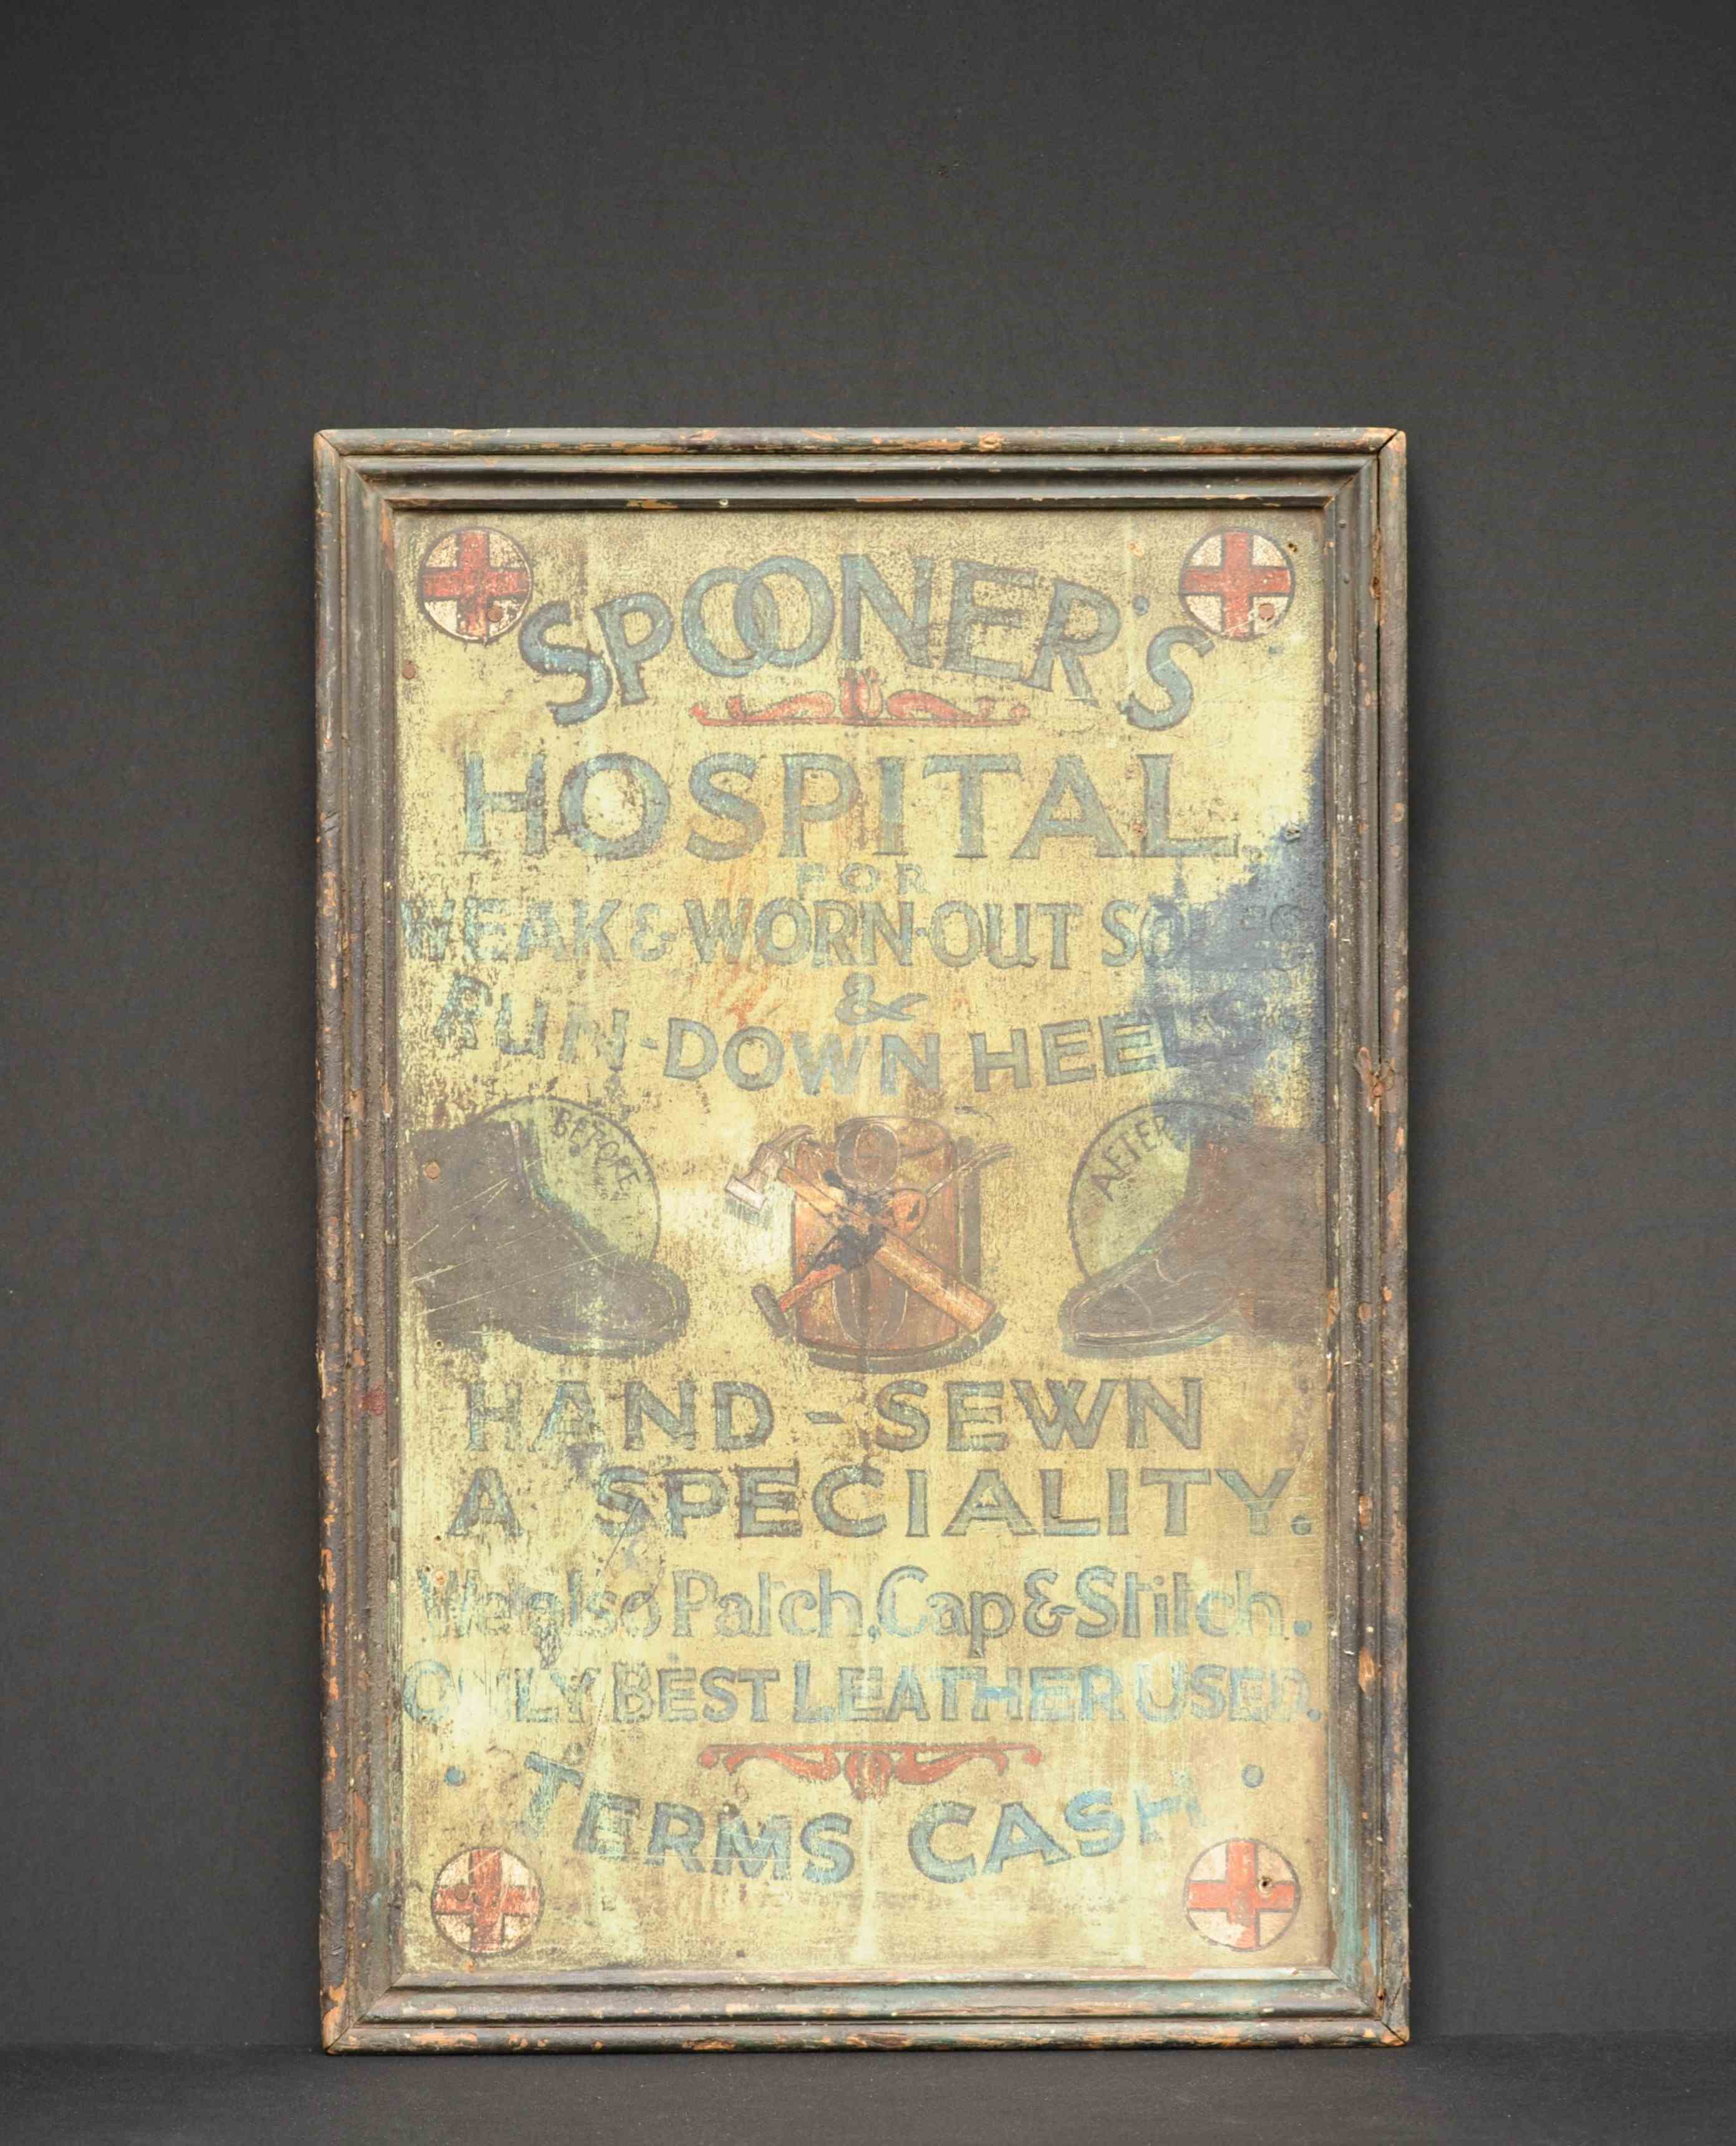 SPOONER'S
HOSPITAL
FOR
WEAK & WORN-OUT SOLES
&
RUN-DOWN HEELS
BEFORE
AFTER
HAND-SEWN
A SPECIALITY.
We also Patch, Cap & Stitch.
ONLY BEST LEATHER USED.
• TERMS CASH •